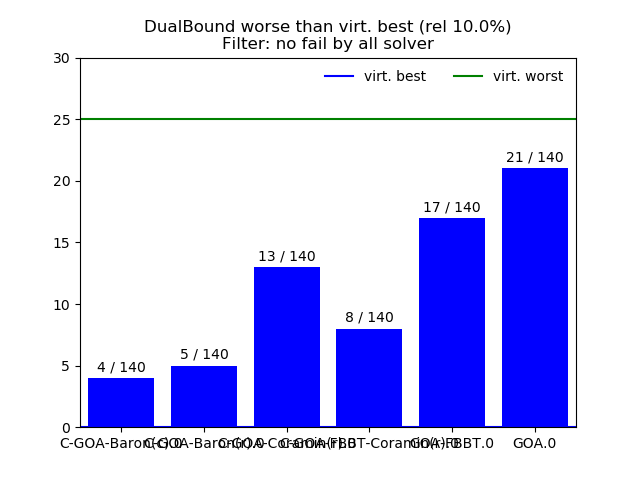 DualBound worse than virt. best (rel 10.0%)
Filter: no fail by all solver
virt. best
virt. worst
30
25
20
15
10
5
0
4 / 140
5 / 140
13 / 140
8 / 140
17 / 140
21 / 140
GOA.0